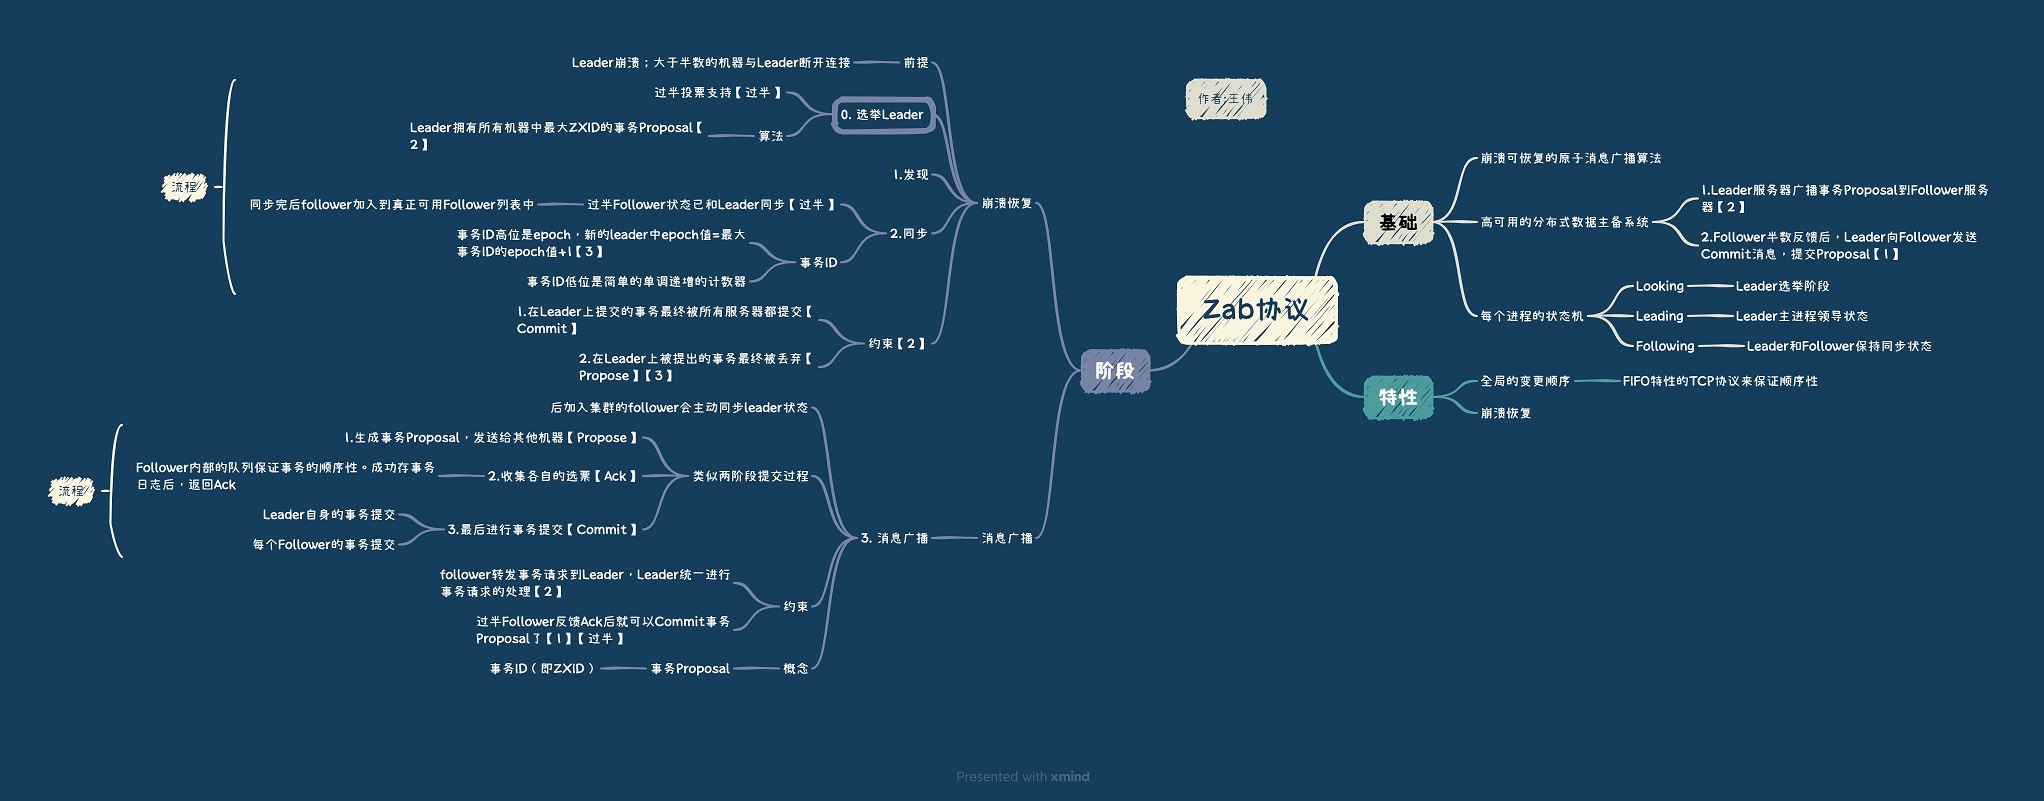 作者:王伟
Zab协议
基础
崩溃可恢复的原子消息广播算法
高可用的分布式数据主备系统
1.Leader服务器广播事务Proposal到Follower服务
器【2】
2.Follower半数反馈后，Leader向Follower发送
Commit消息，提交Proposal【1】
每个进程的状态机
Looking
Leader选举阶段
Leading
Leader主进程领导状态
Following
Leader和Follower保持同步状态
特性
全局的变更顺序
FIFO特性的TCP协议来保证顺序性
崩溃恢复
阶段
崩溃恢复
前提
Leader崩溃；大于半数的机器与Leader断开连接
0. 选举Leader
过半投票支持【过半】
算法
Leader拥有所有机器中最大ZXID的事务Proposal【
2】
1.发现
2.同步
过半Follower状态已和Leader同步【过半】
同步完后follower加入到真正可用Follower列表中
事务ID
事务ID高位是epoch，新的leader中epoch值=最大
事务ID的epoch值+1【3】
事务ID低位是简单的单调递增的计数器
约束【2】
1.在Leader上提交的事务最终被所有服务器都提交【
Commit】
2.在Leader上被提出的事务最终被丢弃【
Propose】【3】
流程
消息广播
3. 消息广播
后加入集群的follower会主动同步leader状态
类似两阶段提交过程
1.生成事务Proposal，发送给其他机器【Propose】
2.收集各自的选票【Ack】
Follower内部的队列保证事务的顺序性。成功存事务
日志后，返回Ack
3.最后进行事务提交【Commit】
Leader自身的事务提交
每个Follower的事务提交
流程
约束
follower转发事务请求到Leader，Leader统一进行
事务请求的处理【2】
过半Follower反馈Ack后就可以Commit事务
Proposal了【1】【过半】
概念
事务Proposal
事务ID（即ZXID）
Presented with xmind